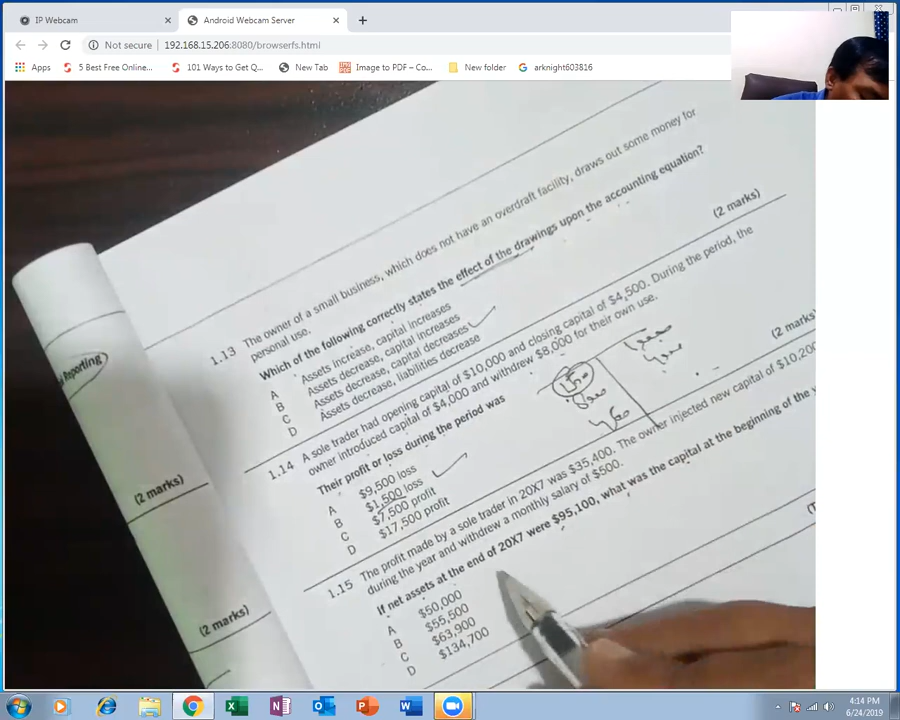 IP Webcam
Android Webcam Server
Not secure 192.168.15.206:8080/browserfs.html
Apps 5 Best Free Online... 101 Ways to Get Q... New Tab Image to PDF – Co... New folder arknight603816
Reporting)
1.13 The owner of a small business, which does not have an overdraft facility, draws out some money for
personal use.
Which of the following correctly states the effect of the drawings upon the accounting equation?
A Assets increase, capital increases
B Assets decrease, capital increases
C Assets decrease, capital decreases
D Assets decrease, liabilities decrease
(2 marks)
1.14 A sole trader had opening capital of $10,000 and closing capital of $4,500. During the period, the
owner introduced capital of $4,000 and withdrew $8,000 for their own use.
Their profit or loss during the period was
A $9,500 loss
B $1,500 loss
C $7,500 profit
D $17,500 profit
(2 marks
(2 marks)
1.15 The profit made by a sole trader in 20X7 was $35,400. The owner injected new capital of $10,200
during the year and withdrew a monthly salary of $500.
If net assets at the end of 20X7 were $95,100, what was the capital at the beginning of the
A $50,000
B $55,500
C $63,900
D $134,700
(2 marks)
4:14 PM
6/24/2019